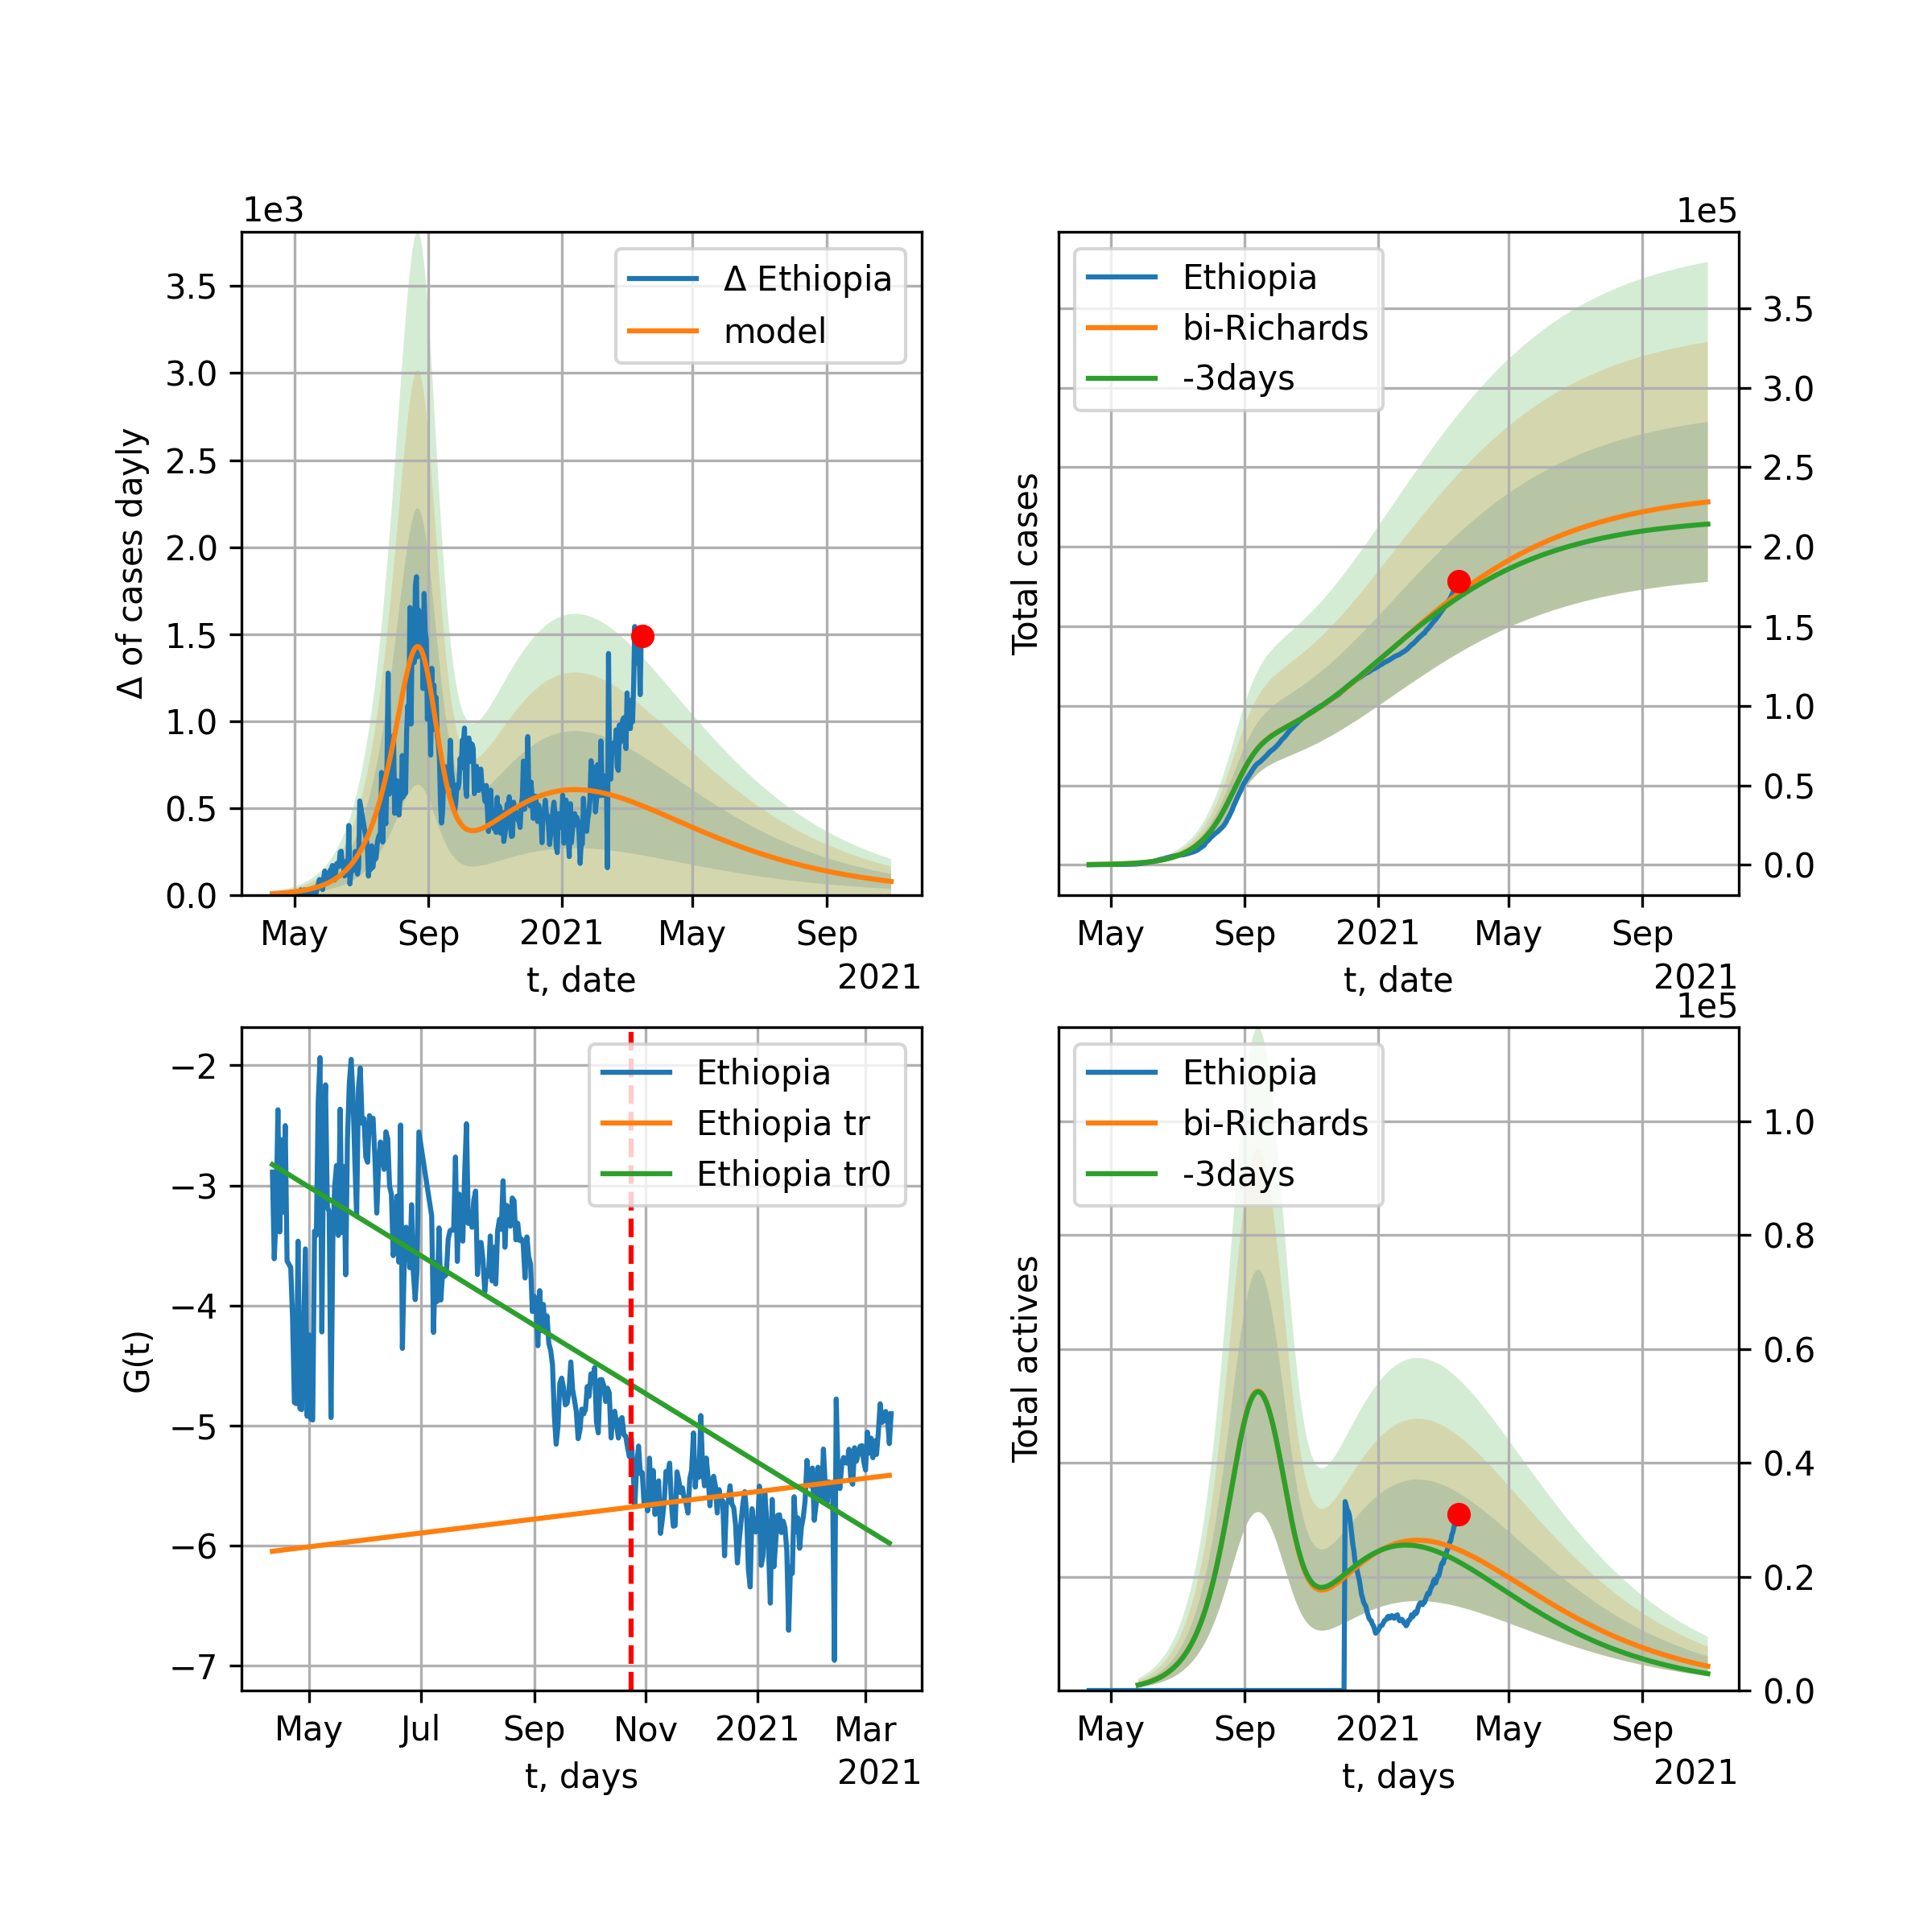 1e3
Δ of cases dayly
3.5
3.0
2.5
2.0
1.5
1.0
0.5
0.0
Δ Ethiopia
model
May Sep 2021 May Sep
t, date
2021
1e5
Total cases
Ethiopia
bi-Richards
-3days
3.5
3.0
2.5
2.0
1.5
1.0
0.5
0.0
May Sep 2021 May Sep
t, date
2021
G(t)
−2
−3
−4
−5
−6
−7
Ethiopia
Ethiopia tr
Ethiopia tr0
May Jul Sep Nov 2021 Mar
t, days
2021
1e5
Total actives
Ethiopia
bi-Richards
-3days
1.0
0.8
0.6
0.4
0.2
0.0
May Sep 2021 May Sep
t, days
2021